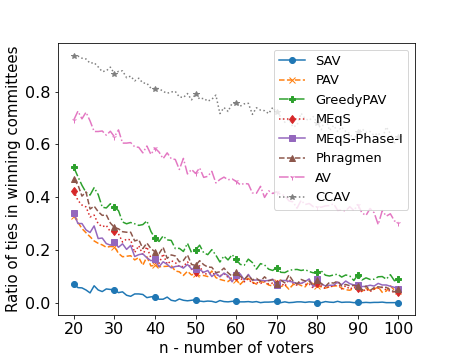 Ratio of ties in winning committees
0.8
0.6
0.4
0.2
0.0
SAV
PAV
GreedyPAV
MEqS
MEqS-Phase-I
Phragmen
AV
CCAV
20 30 40 50 60 70 80 90 100
n - number of voters